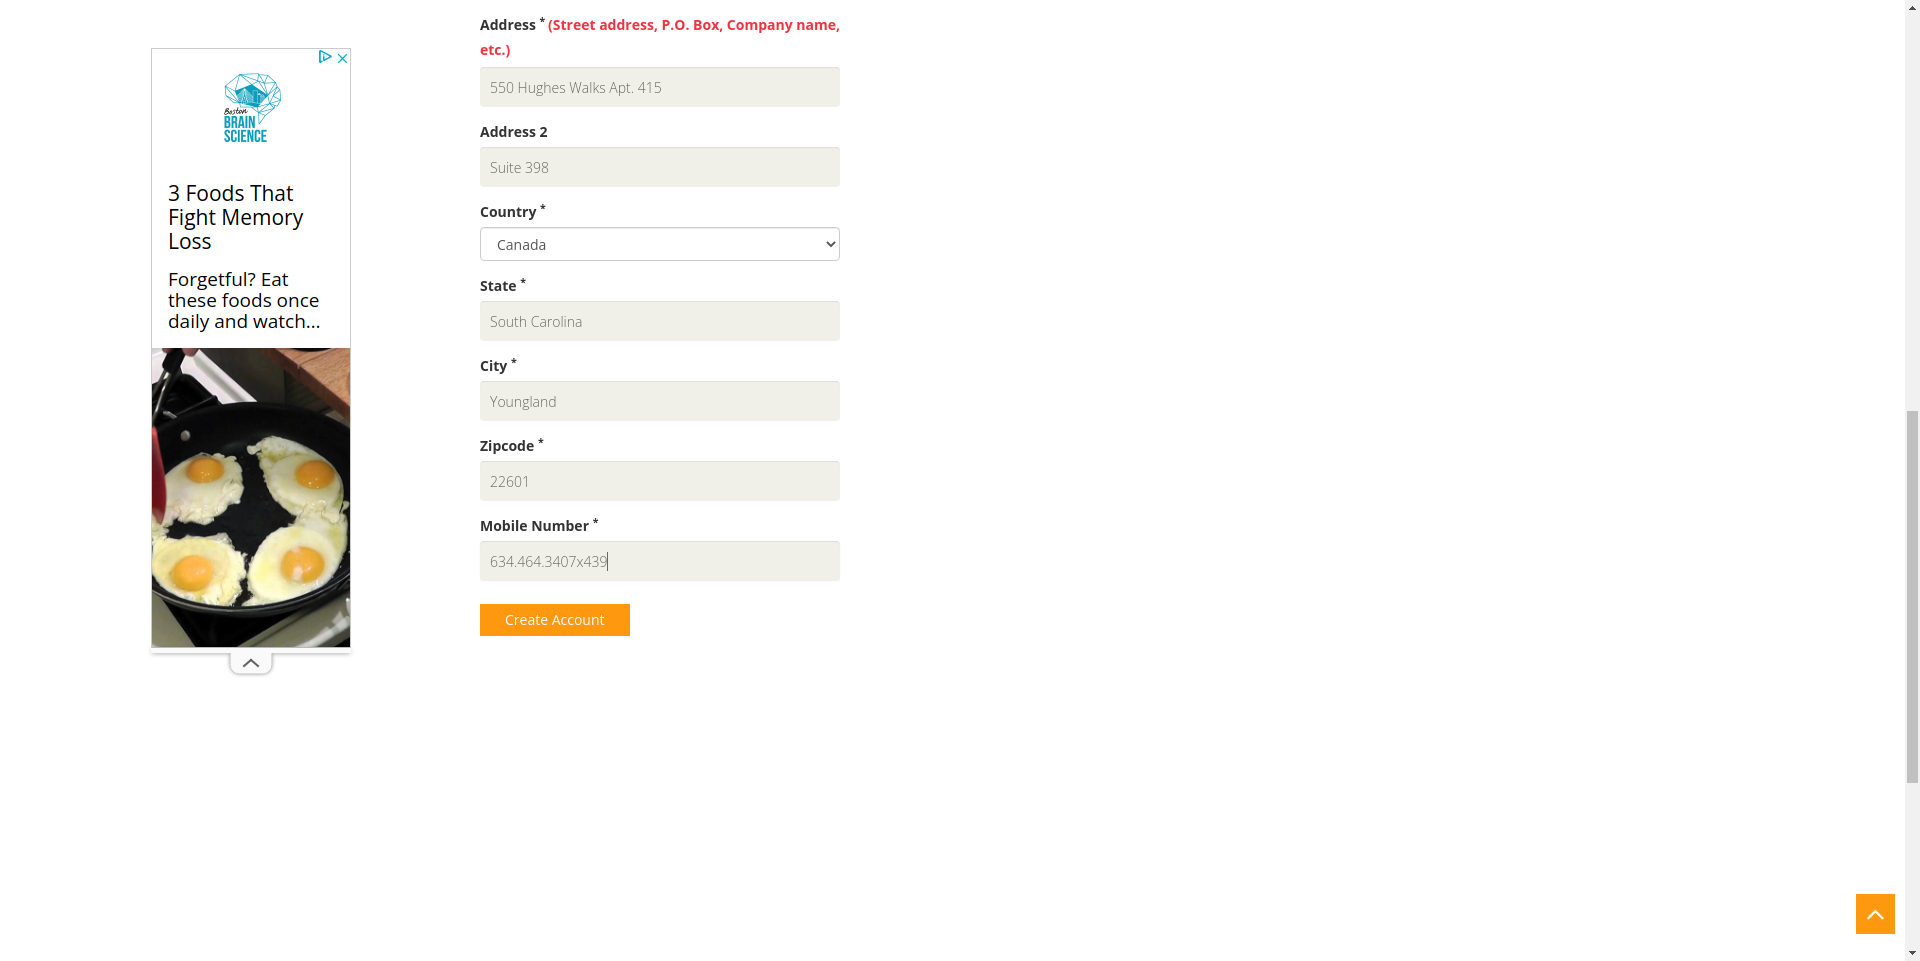 Address * (Street address, P.O. Box, Company name,
etc.)
550 Hughes Walks Apt. 415
Address 2
Suite 398
Country *
Canada
State *
South Carolina
City *
Youngland
Zipcode *
22601
Mobile Number *
634.464.3407x439
Create Account
Boston
BRAIN
SCIENCE
3 Foods That
Fight Memory
Loss
Forgetful? Eat
these foods once
daily and watch...